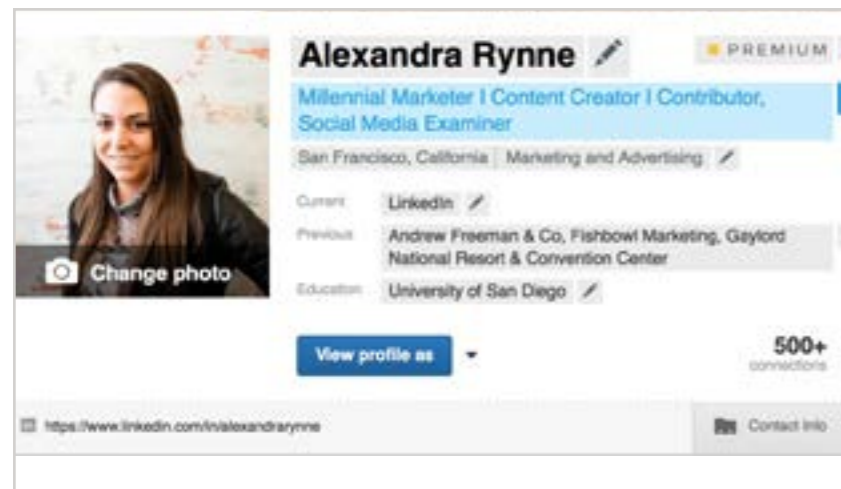 Alexandra Rynne
PREMIUM
Millennial Marketer I Content Creator I Contributor,
Social Media Examiner
San Francisco, California | Marketing and Advertising
Current LinkedIn
Previous Andrew Freeman & Co, Fishbowl Marketing, Gaylord
National Resort & Convention Center
Education University of San Diego
Change photo
View profile as
500+
connections
https://www.linkedin.com/in/alexandrarynne
Contact Info